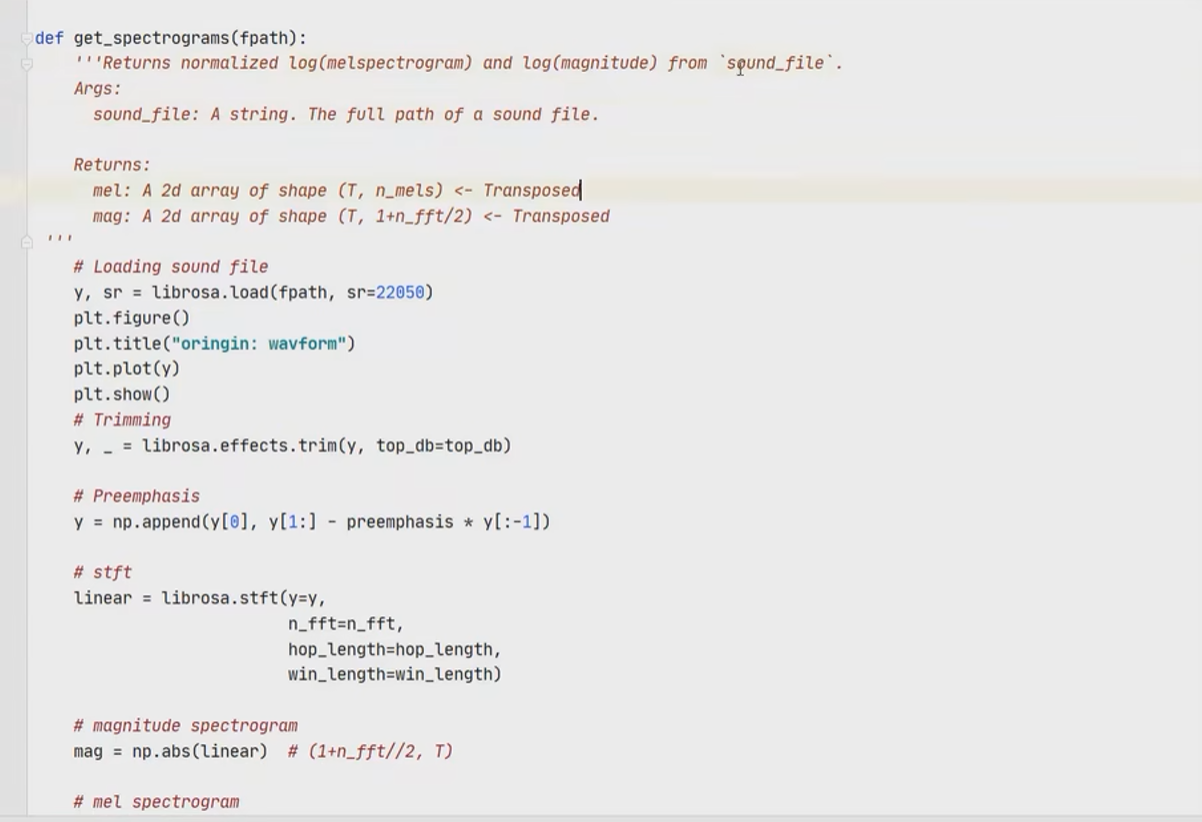 def get_spectrograms(fpath):
    '''Returns normalized log(melspectrogram) and log(magnitude) from `sound_file`.
    Args:
      sound_file: A string. The full path of a sound file.

    Returns:
      mel: A 2d array of shape (T, n_mels) <- Transposed
      mag: A 2d array of shape (T, 1+n_fft/2) <- Transposed
 '''
    # Loading sound file
    y, sr = librosa.load(fpath, sr=22050)
    plt.figure()
    plt.title("oringin: wavform")
    plt.plot(y)
    plt.show()
    # Trimming
    y, _ = librosa.effects.trim(y, top_db=top_db)

    # Preemphasis
    y = np.append(y[0], y[1:] - preemphasis * y[:-1])

    # stft
    linear = librosa.stft(y=y,
                          n_fft=n_fft,
                          hop_length=hop_length,
                          win_length=win_length)

    # magnitude spectrogram
    mag = np.abs(linear)  # (1+n_fft//2, T)

    # mel spectrogram